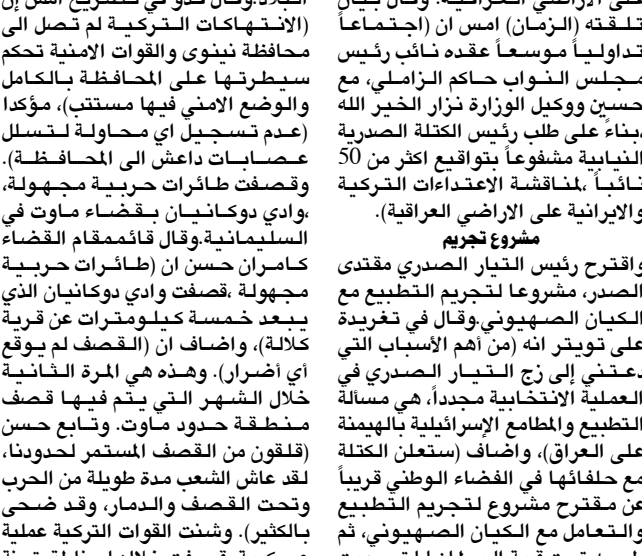 على الاراضي العراقية. وقال بيان
تلقته (الزمان) امس ان (اجتماعاً
تداولياً موسعاً عقده نائب رئيس
مجلس النواب حاكم الزاملي، مع
حسين ووكيل الوزارة نزار الخير الله
،بناءً على طلب رئيس الكتلة الصدرية
النيابية مشفوعاً بتواقيع اكثر من 50
نائباً ،لمناقشة الاعتداءات التركية
والايرانية على الاراضي العراقية).
مشروع تجريم
واقترح رئيس التيار الصدري مقتدى
الصدر، مشروعا لتجريم التطبيع مع
الكيان الصهيوني.وقال في تغريدة
على تويتر انه (من أهم الأسباب التي
دعتني إلى زج التيار الصدري في
العملية الانتخابية مجدداً، هي مسألة
التطبيع والمطامع الإسرائيلية بالهيمنة
على العراق)، واضاف (ستعلن الكتلة
مع حلفائها في الفضاء الوطني قريباً
عن مقترح مشروع لتجريم التطبيع
والتعامل مع الكيان الصهيوني، ثم
البلاد.وقال
في تصريح امس إن
(الانتهاكات التركية لم تصل الى
محافظة نينوى والقوات الامنية تحكم
سيطرتها على المحافظة بالكامل
والوضع الامني فيها مستتب)، مؤكدا
(عدم تسجيل اي محاولة لتسلل
عصابات داعش الى المحافظة).
وقصفت طائرات حربية مجهولة،
،وادي دوكانيان بقضاء ماوت في
السليمانية.وقال قائممقام القضاء
كامران حسن ان (طائرات حربية
مجهولة ،قصفت وادي دوكانيان الذي
يبعد خمسة كيلومترات عن قرية
كلالة)، واضاف ان (القصف لم يوقع
أي أضرار). وهذه هي المرة الثانية
خلال الشهر التي يتم فيها قصف
منطقة حدود ماوت. وتابع حسن
(قلقون من القصف المستمر لحدودنا،
لقد عاش الشعب مدة طويلة من الحرب
وتحت القصف والدمار، وقد ضحى
بالكثير). وشنت القوات التركية عملية